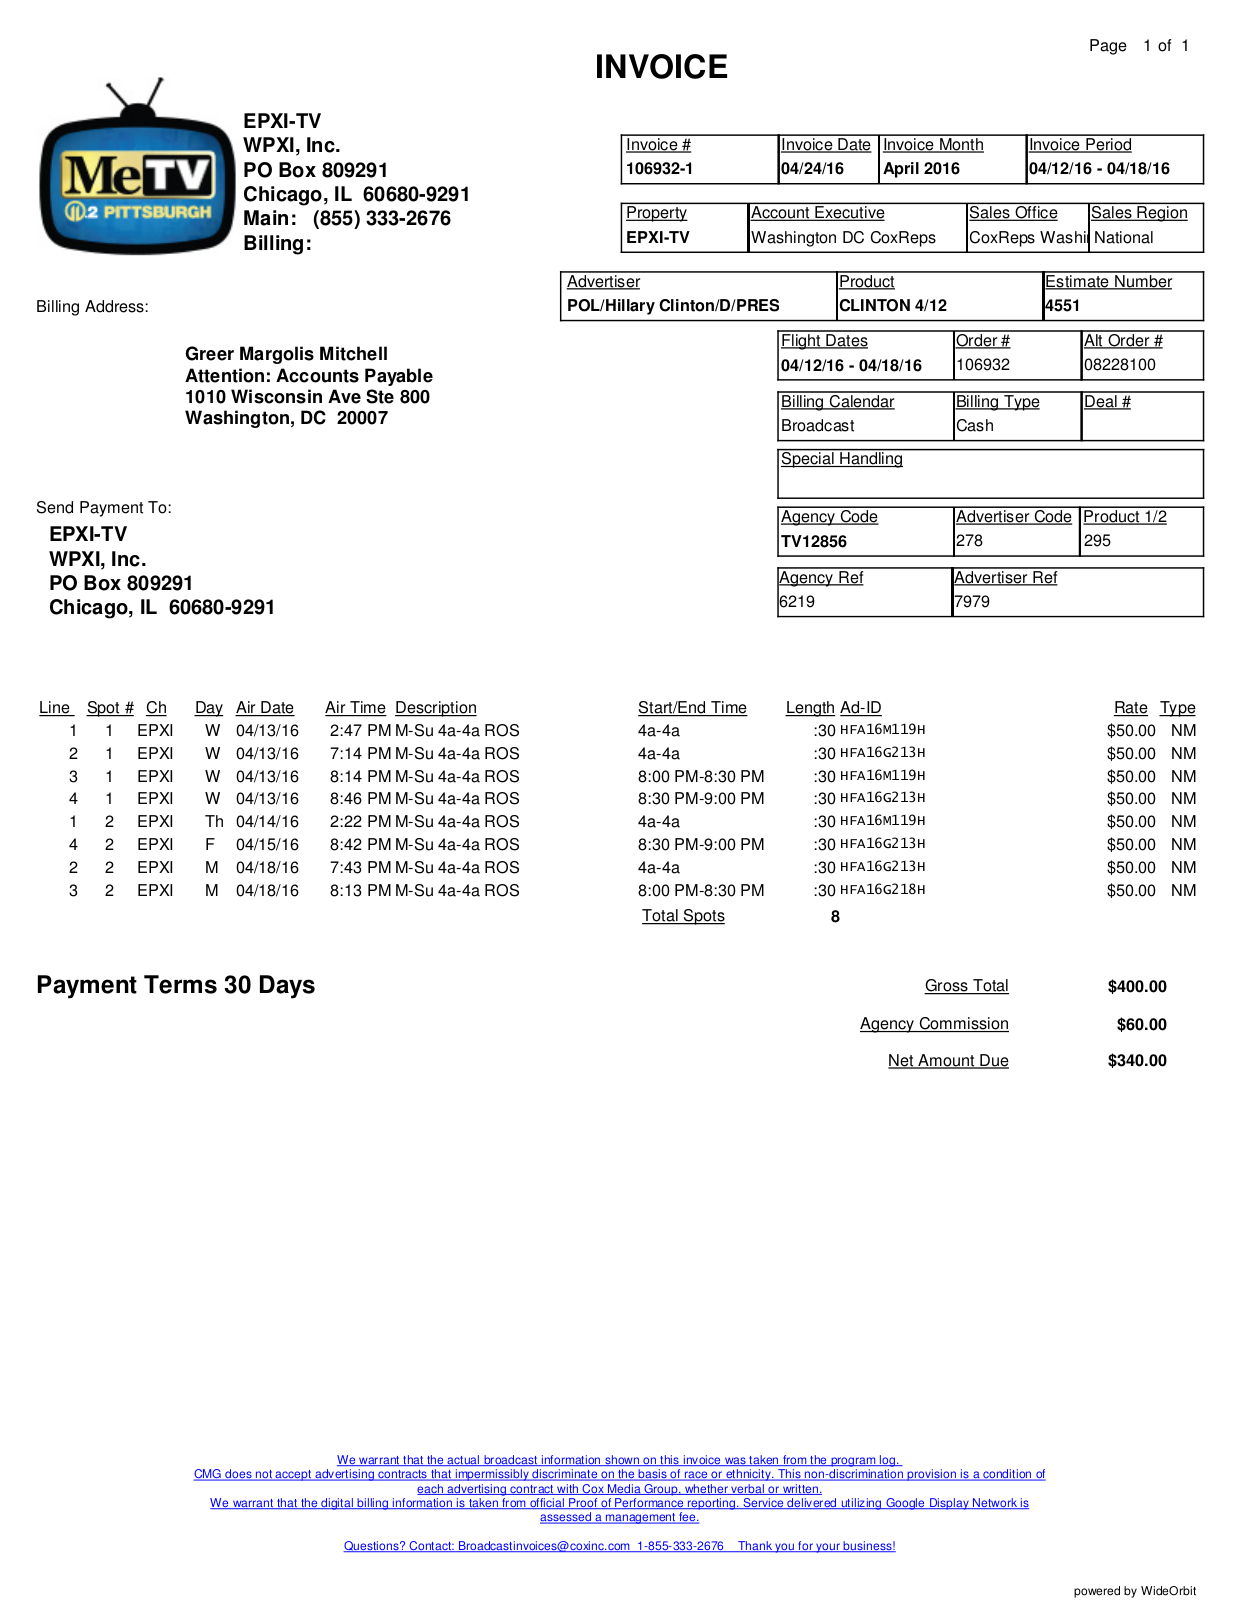 Page 1 of 1
INVOICE
MeTV
11.2 PITTSBURGH
EPXI-TV
WPXI, Inc.
PO Box 809291
Chicago, IL 60680-9291
Main: (855) 333-2676
Billing:
Invoice # Invoice Date Invoice Month Invoice Period
106932-1 04/24/16 April 2016 04/12/16 - 04/18/16
Property Account Executive Sales Office Sales Region
EPXI-TV Washington DC CoxReps CoxReps Washi National
Advertiser Product Estimate Number
POL/Hillary Clinton/D/PRES CLINTON 4/12 4551
Billing Address:
Greer Margolis Mitchell
Attention: Accounts Payable
1010 Wisconsin Ave Ste 800
Washington, DC 20007
Flight Dates Order # Alt Order #
04/12/16 - 04/18/16 106932 08228100
Billing Calendar Billing Type Deal #
Broadcast Cash
Special Handling
Send Payment To:
EPXI-TV
WPXI, Inc.
PO Box 809291
Chicago, IL 60680-9291
Agency Code Advertiser Code Product 1/2
TV12856 278 295
Agency Ref Advertiser Ref
6219 7979
Line Spot # Ch Day Air Date Air Time Description Start/End Time Length Ad-ID Rate Type
1 1 EPXI W 04/13/16 2:47 PM M-Su 4a-4a ROS 4a-4a :30 HFA16M119H $50.00 NM
2 1 EPXI W 04/13/16 7:14 PM M-Su 4a-4a ROS 4a-4a :30 HFA16G213H $50.00 NM
3 1 EPXI W 04/13/16 8:14 PM M-Su 4a-4a ROS 8:00 PM-8:30 PM :30 HFA16M119H $50.00 NM
4 1 EPXI W 04/13/16 8:46 PM M-Su 4a-4a ROS 8:30 PM-9:00 PM :30 HFA16G213H $50.00 NM
1 2 EPXI Th 04/14/16 2:22 PM M-Su 4a-4a ROS 4a-4a :30 HFA16M119H $50.00 NM
4 2 EPXI F 04/15/16 8:42 PM M-Su 4a-4a ROS 8:30 PM-9:00 PM :30 HFA16G213H $50.00 NM
2 2 EPXI M 04/18/16 7:43 PM M-Su 4a-4a ROS 4a-4a :30 HFA16G213H $50.00 NM
3 2 EPXI M 04/18/16 8:13 PM M-Su 4a-4a ROS 8:00 PM-8:30 PM :30 HFA16G218H $50.00 NM
Total Spots 8
Payment Terms 30 Days
Gross Total $400.00
Agency Commission $60.00
Net Amount Due $340.00
We warrant that the actual broadcast information shown on this invoice was taken from the program log.
CMG does not accept advertising contracts that impermissibly discriminate on the basis of race or ethnicity. This non-discrimination provision is a condition of
each advertising contract with Cox Media Group, whether verbal or written.
We warrant that the digital billing information is taken from official Proof of Performance reporting. Service delivered utilizing Google Display Network is
assessed a management fee.
Questions? Contact: Broadcastinvoices@coxinc.com 1-855-333-2676 Thank you for your business!
powered by WideOrbit